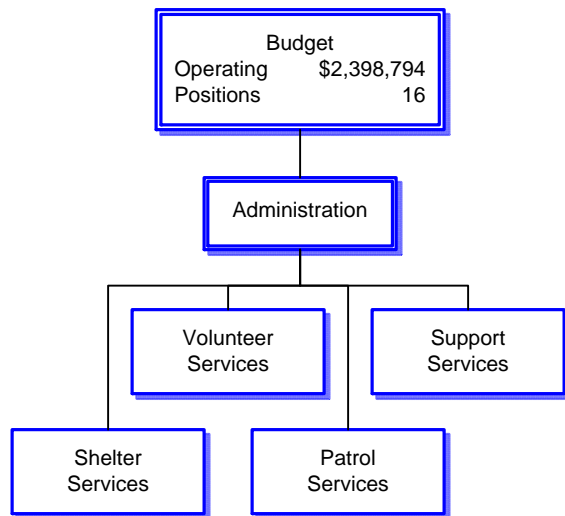 Budget
Operating $2,398,794
Positions 16
Administration
Volunteer
Services
Support
Services
Shelter
Services
Patrol
Services